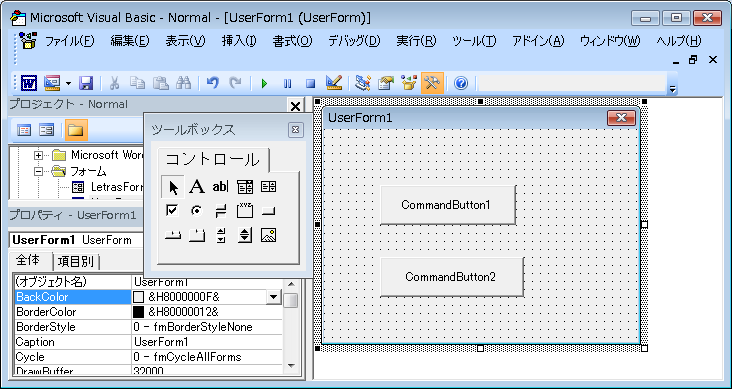 Microsoft Visual Basic - Normal - [UserForm1 (UserForm)]
ファイル(F) 編集(E) 表示(V) 挿入(I) 書式(O) デバッグ(D) 実行(R) ツール(T) アドイン(A) ウィンドウ(W) ヘルプ(H)
プロジェクト - Normal
Microsoft Wor
フォーム
LetrasForm
ツールボックス
コントロール
A ab|
xyz
プロパティ - UserForm1
UserForm1 UserForm
全体 項目別
(オブジェクト名) UserForm1
BackColor &H8000000F&
BorderColor &H80000012&
BorderStyle 0 - fmBorderStyleNone
Caption UserForm1
Cycle 0 - fmCycleAllForms
DrawBuffer 32000
UserForm1
CommandButton1
CommandButton2